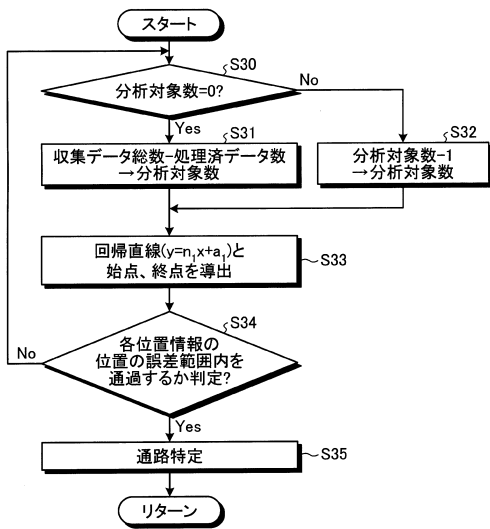 スタート
S30
分析対象数=0?
No
Yes
S31
収集データ総数-処理済データ数
→分析対象数
S32
分析対象数-1
→分析対象数
回帰直線(y=n₁x+a₁)と
始点、終点を導出
S33
S34
各位置情報の
位置の誤差範囲内を
通過するか判定?
No
Yes
通路特定
S35
リターン